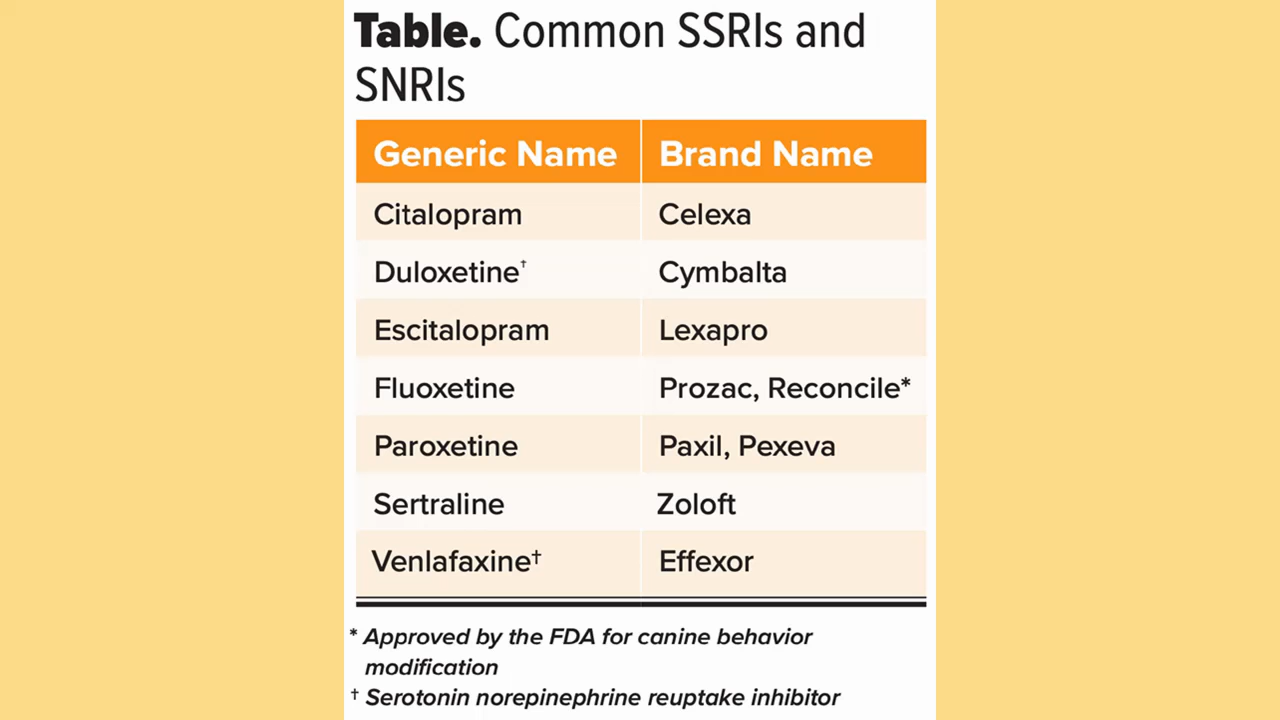 Table. Common SSRIs and
SNRIs
Generic Name Brand Name
Citalopram Celexa
Duloxetine† Cymbalta
Escitalopram Lexapro
Fluoxetine Prozac, Reconcile*
Paroxetine Paxil, Pexeva
Sertraline Zoloft
Venlafaxine† Effexor
* Approved by the FDA for canine behavior
modification
† Serotonin norepinephrine reuptake inhibitor